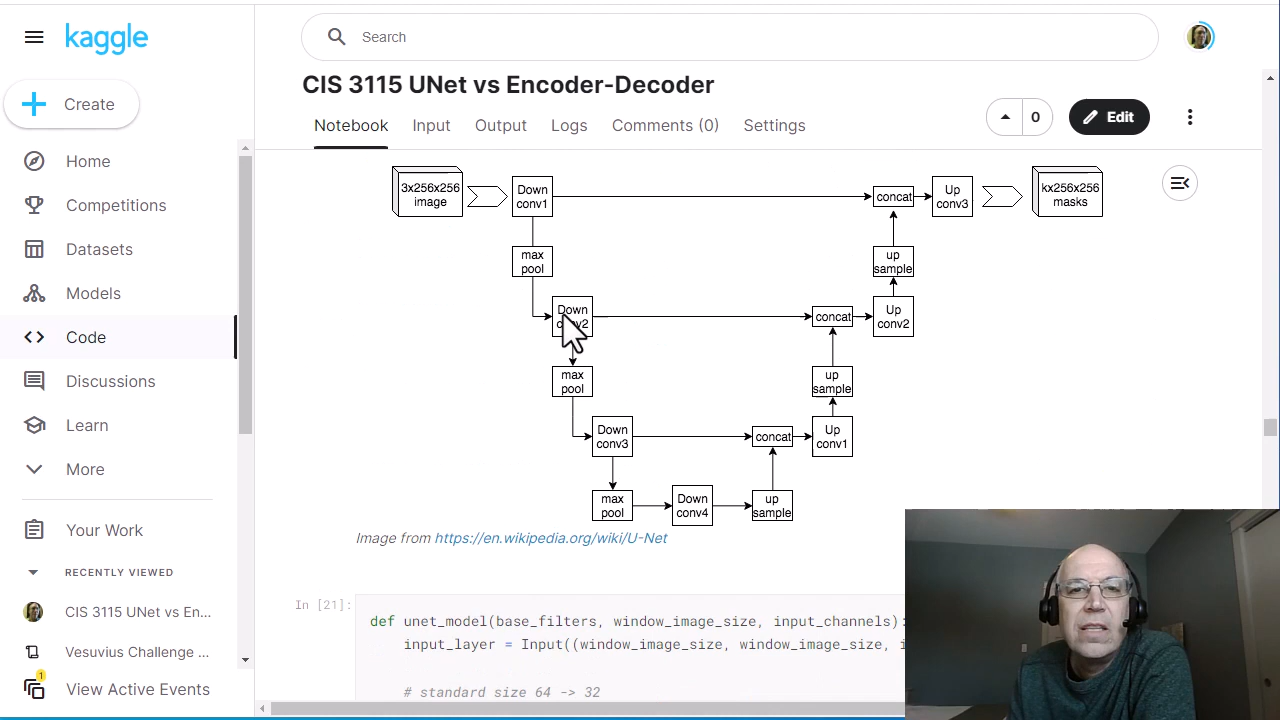 kaggle
Search
CIS 3115 UNet vs Encoder-Decoder
Create
Notebook
Input
Output
Logs
Comments (0)
Settings
0
Edit
Home
Competitions
Datasets
Models
Code
Discussions
Learn
More
Your Work
RECENTLY VIEWED
CIS 3115 UNet vs En...
Vesuvius Challenge ...
1
View Active Events
3x256x256
image
Down
conv1
concat
Up
conv3
kx256x256
masks
max
pool
up
sample
Down
concat
Up
conv2
max
pool
up
sample
Down
conv3
concat
Up
conv1
max
pool
Down
conv4
up
sample
Image from https://en.wikipedia.org/wiki/U-Net
In [21]:
def unet_model(base_filters, window_image_size, input_channels):
input_layer = Input((window_image_size, window_image_size, i
# standard size 64 -> 32